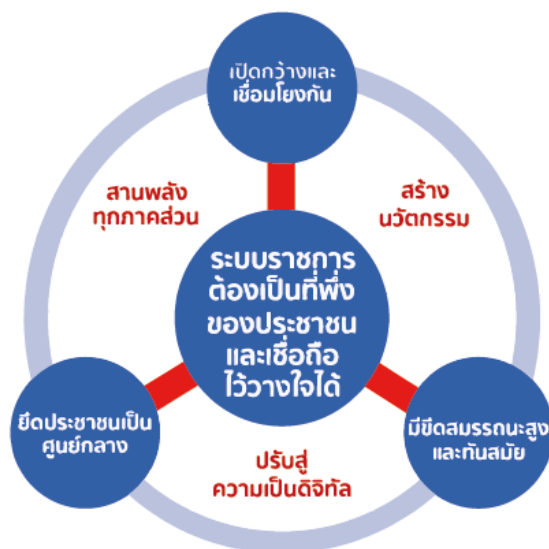 เปิดกว้างและ
เชื่อมโยงกัน
สานพลัง
ทุกภาคส่วน
สร้าง
นวัตกรรม
ระบบราชการ
ต้องเป็นที่พึ่ง
ของประชาชน
และเชื่อถือ
ไว้วางใจได้
ยึดประชาชนเป็น
ศูนย์กลาง
มีขีดสมรรถนะสูง
และทันสมัย
ปรับสู่
ความเป็นดิจิทัล